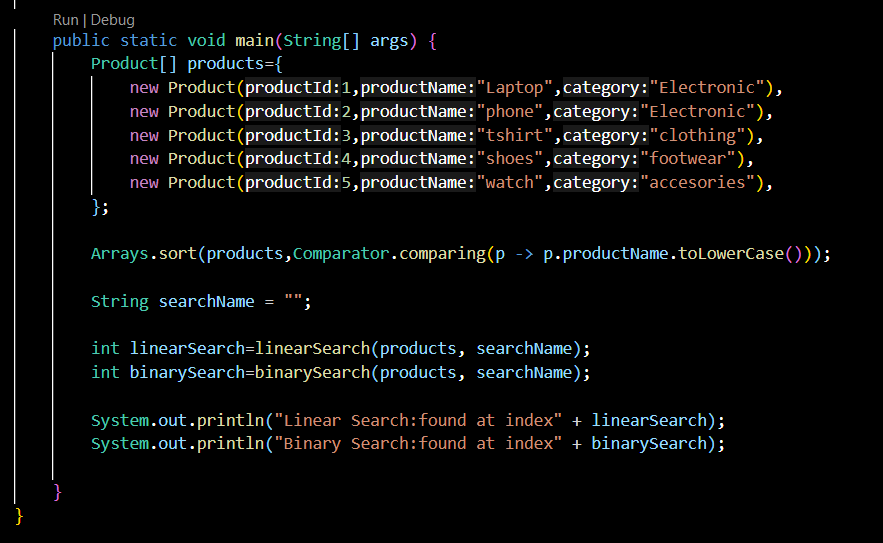 Run | Debug
public static void main(String[] args) {
Product[] products={
new Product(productId:1,productName:"Laptop",category:"Electronic"),
new Product(productId:2,productName:"phone",category:"Electronic"),
new Product(productId:3,productName:"tshirt",category:"clothing"),
new Product(productId:4,productName:"shoes",category:"footwear"),
new Product(productId:5,productName:"watch",category:"accesories"),
};
Arrays.sort(products,Comparator.comparing(p -> p.productName.toLowerCase()));
String searchName = "";
int linearSearch=linearSearch(products, searchName);
int binarySearch=binarySearch(products, searchName);
System.out.println("Linear Search:found at index" + linearSearch);
System.out.println("Binary Search:found at index" + binarySearch);
}
}